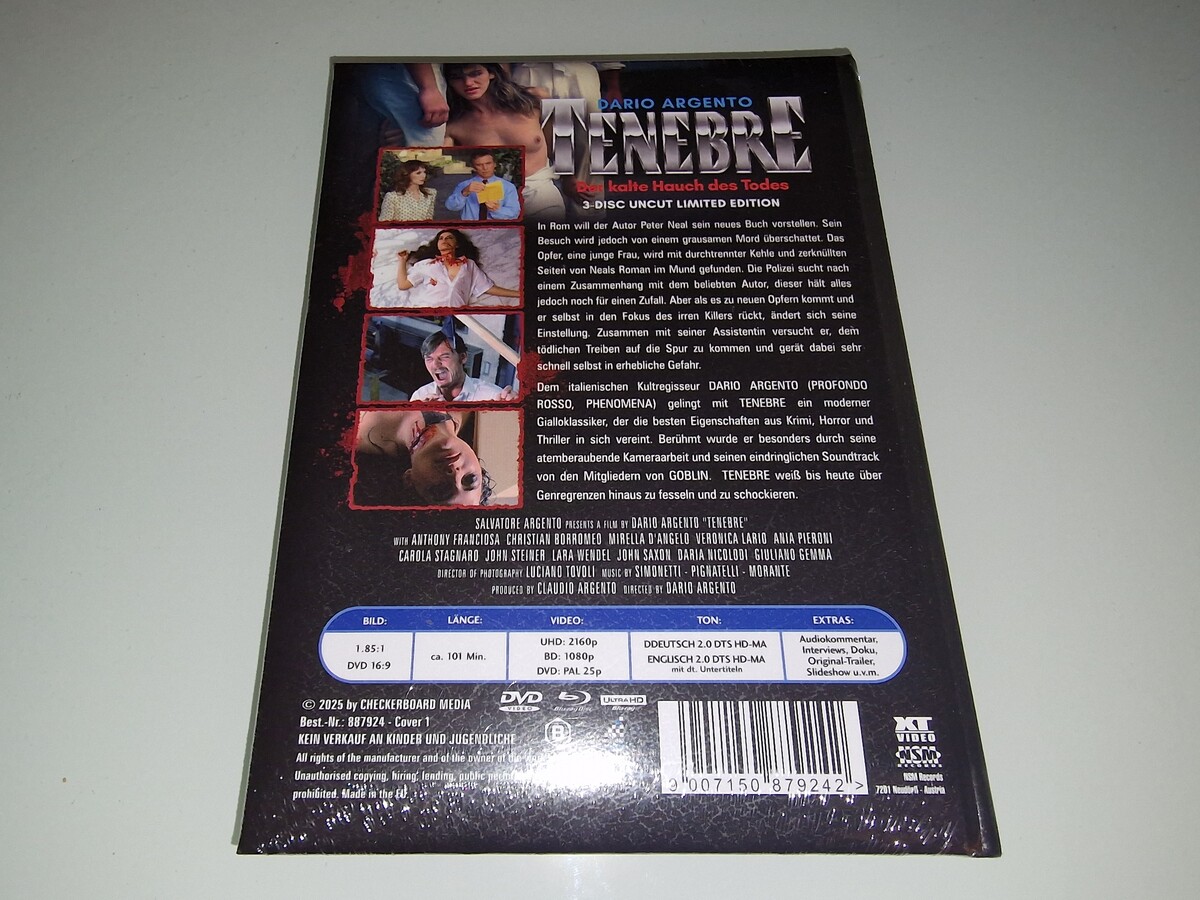 DARIO ARGENTO
TENEBRE
Der kalte Hauch des Todes
3-DISC UNCUT LIMITED EDITION
In Rom will der Autor Peter Neal sein neues Buch vorstellen. Sein
Besuch wird jedoch von einem grausamen Mord überschattet. Das
Opfer, eine junge Frau, wird mit durchtrennter Kehle und zerknüllten
Seiten von Neals Roman im Mund gefunden. Die Polizei sucht nach
einem Zusammenhang mit dem beliebten Autor, dieser hält alles
jedoch noch für einen Zufall. Aber als es zu neuen Opfern kommt und
er selbst in den Fokus des irren Killers rückt, ändert sich seine
Einstellung. Zusammen mit seiner Assistentin versucht er, dem
tödlichen Treiben auf die Spur zu kommen und gerät dabei sehr
schnell selbst in erhebliche Gefahr.
Dem italienischen Kultregisseur DARIO ARGENTO (PROFONDO
ROSSO, PHENOMENA) gelingt mit TENEBRE ein moderner
Gialloklassiker, der die besten Eigenschaften aus Krimi, Horror und
Thriller in sich vereint. Berühmt wurde er besonders durch seine
atemberaubende Kameraarbeit und seinen eindringlichen Soundtrack
von den Mitgliedern von GOBLIN. TENEBRE weiß bis heute über
Genregrenzen hinaus zu fesseln und zu schockieren.
SALVATORE ARGENTO PRESENTS A FILM BY DARIO ARGENTO "TENEBRE"
WITH ANTHONY FRANCIOSA CHRISTIAN BORROMEO MIRELLA D'ANGELO VERONICA LARIO ANIA PIERONI
CAROLA STAGNARO JOHN STEINER LARA WENDEL JOHN SAXON DARIA NICOLODI GIULIANO GEMMA
DIRECTOR OF PHOTOGRAPHY LUCIANO TOVOLI MUSIC BY SIMONETTI - PIGNATELLI - MORANTE
PRODUCED BY CLAUDIO ARGENTO DIRECTED BY DARIO ARGENTO
BILD: LÄNGE: VIDEO: TON: EXTRAS:
1.85:1
DVD 16:9
ca. 101 Min.
UHD: 2160p
BD: 1080p
DVD: PAL 25p
DDEUTSCH 2.0 DTS HD-MA
ENGLISCH 2.0 DTS HD-MA
mit dt. Untertiteln
Audiokommentar,
Interviews, Doku,
Original-Trailer,
Slideshow u.v.m.
© 2025 by CHECKERBOARD MEDIA
Best.-Nr.: 887924 - Cover 1
KEIN VERKAUF AN KINDER UND JUGENDLICHE
All rights of the manufacturer and of the owner of
Unauthorised copying, hiring, lending, public
prohibited. Made in the EU.
DVD VIDEO
Blu-ray Disc
ULTRA HD Blu-ray
B
9 007150 879242 >
XT
VIDEO
NSM
RECORDS
NSM Records
7201 Neudörfl - Austria